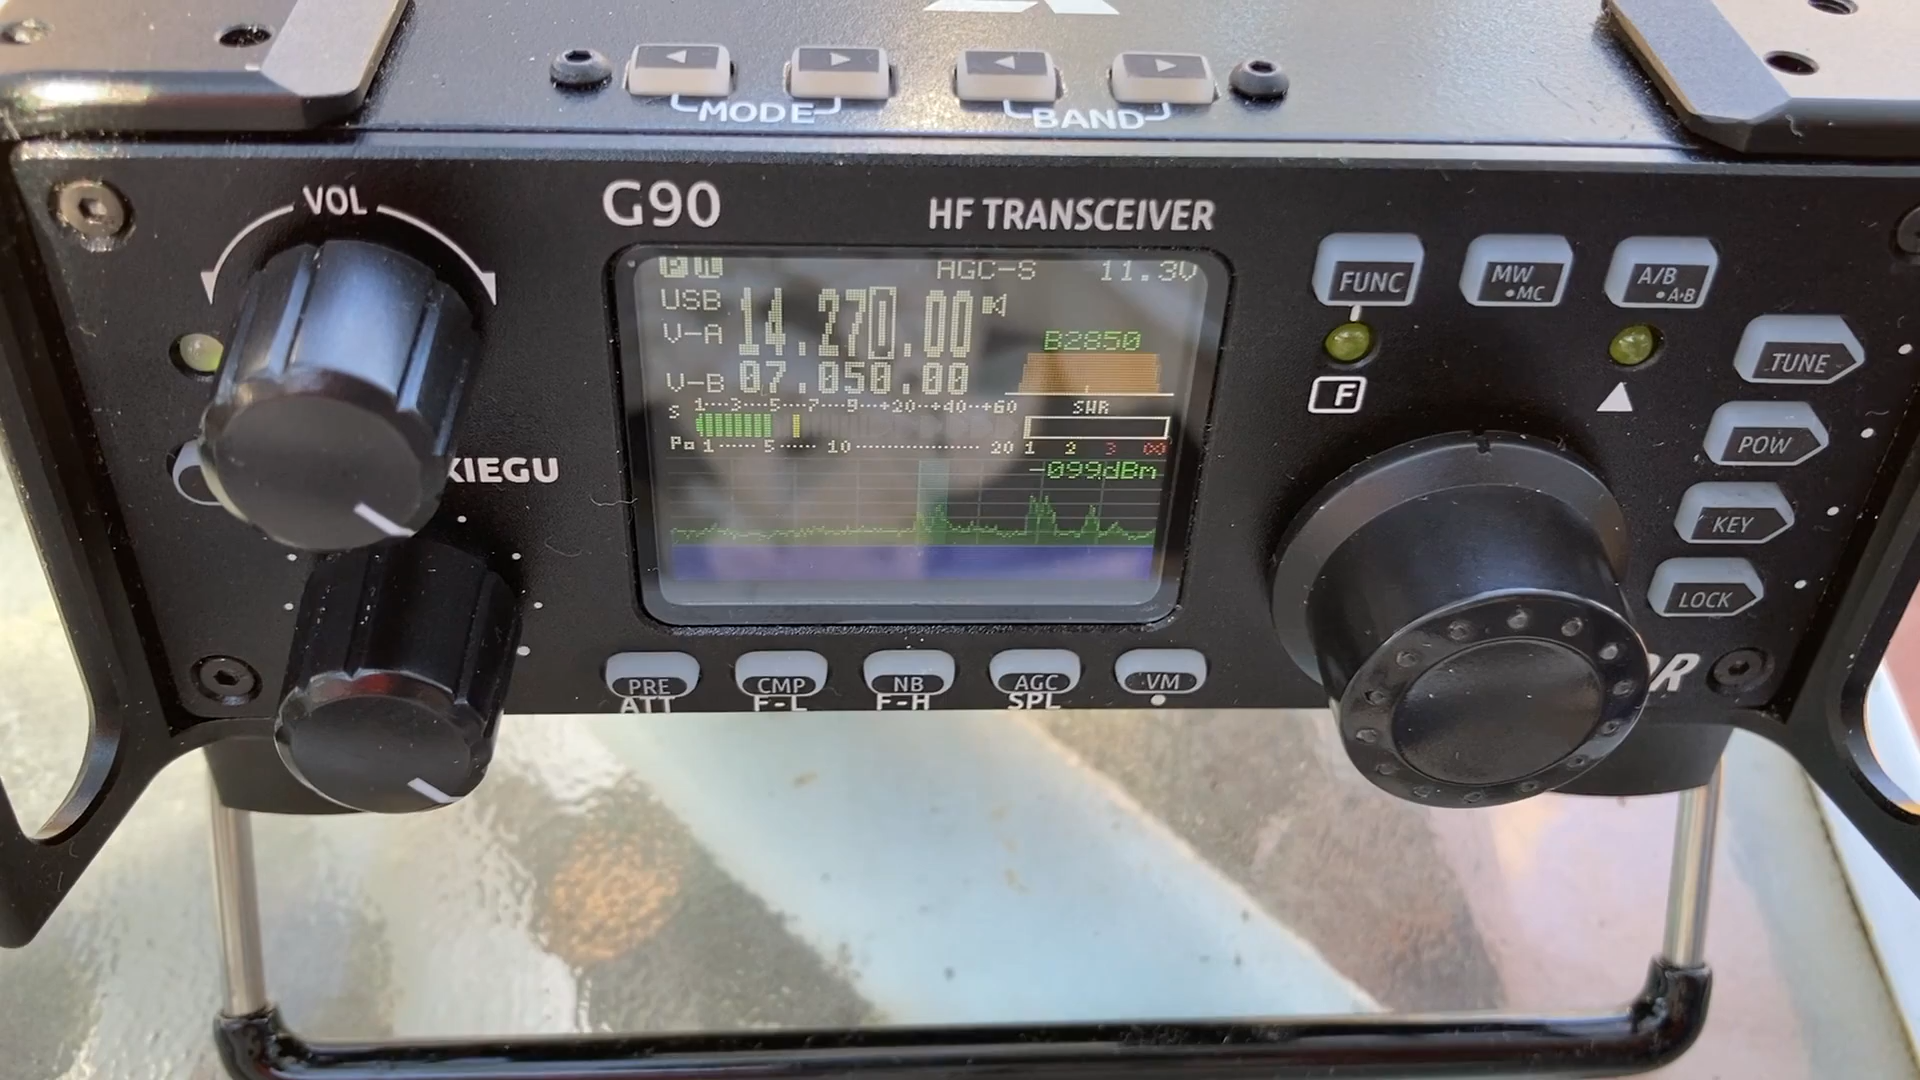 MODE BAND
VOL
G90 HF TRANSCEIVER
P AGC-S 11.3V
USB 14.270.00
V-A
B2850
V-B 07.050.00
S 1···3···5···7···9···+20··+40··+60 SWR
Po 1·····5······10···············20 1 2 3 ∞
-099dBm
XIEGU
FUNC
F
MW •MC
A/B •A▸B
TUNE
POW
KEY
LOCK
PRE CMP NB AGC VM
ATT F-L F-H SPL